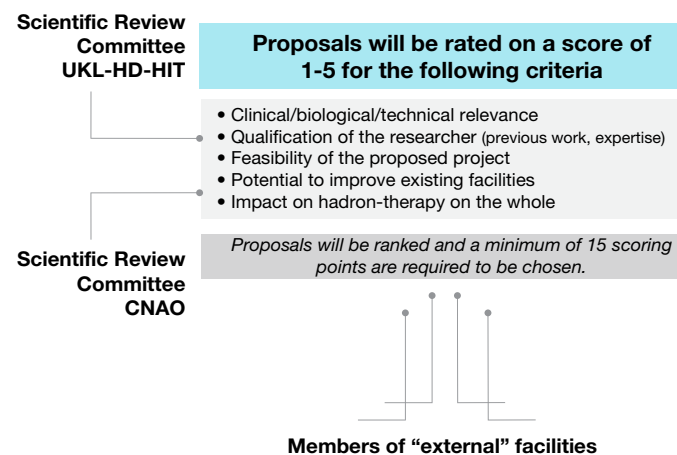 Scientific Review
Committee
UKL-HD-HIT
Proposals will be rated on a score of
1-5 for the following criteria
• Clinical/biological/technical relevance
• Qualification of the researcher (previous work, expertise)
• Feasibility of the proposed project
• Potential to improve existing facilities
• Impact on hadron-therapy on the whole
Scientific Review
Committee
CNAO
Proposals will be ranked and a minimum of 15 scoring
points are required to be chosen.
Members of “external” facilities